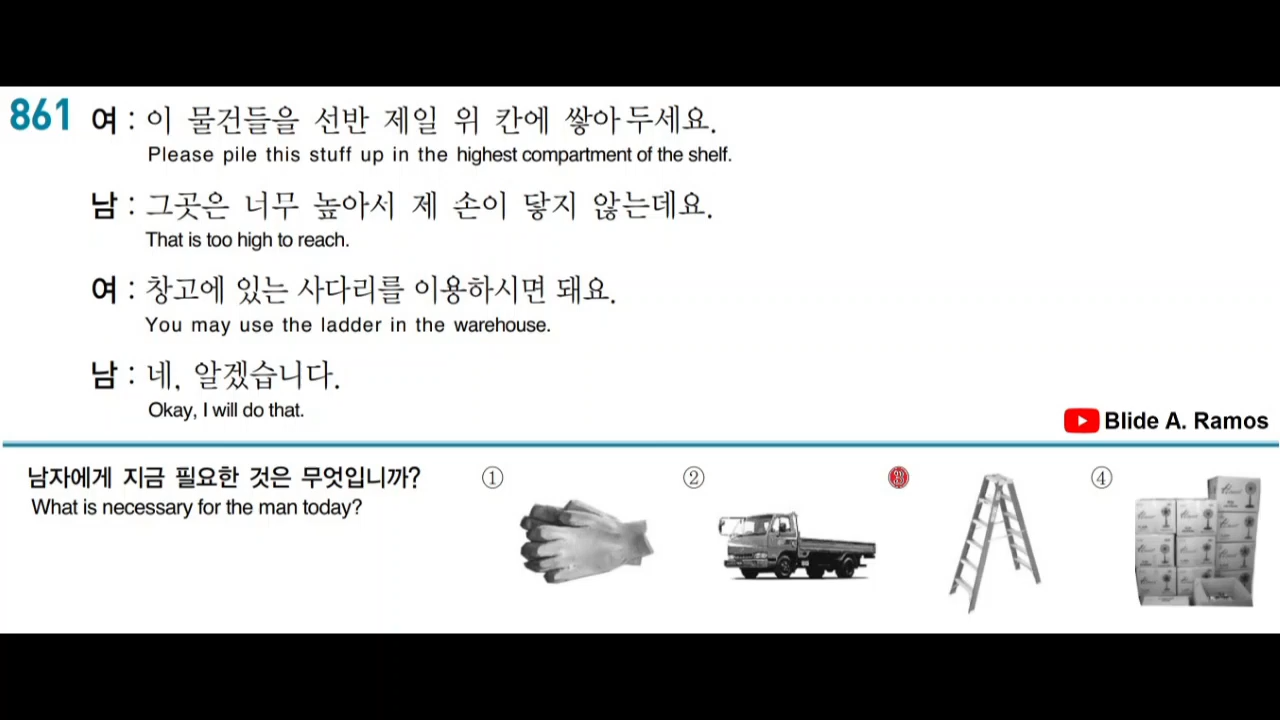 861 여 : 이 물건들을 선반 제일 위 칸에 쌓아 두세요.
Please pile this stuff up in the highest compartment of the shelf.
남 : 그곳은 너무 높아서 제 손이 닿지 않는데요.
That is too high to reach.
여 : 창고에 있는 사다리를 이용하시면 돼요.
You may use the ladder in the warehouse.
남 : 네, 알겠습니다.
Okay, I will do that.
Blide A. Ramos
남자에게 지금 필요한 것은 무엇입니까? ① ② ③ ④
What is necessary for the man today?